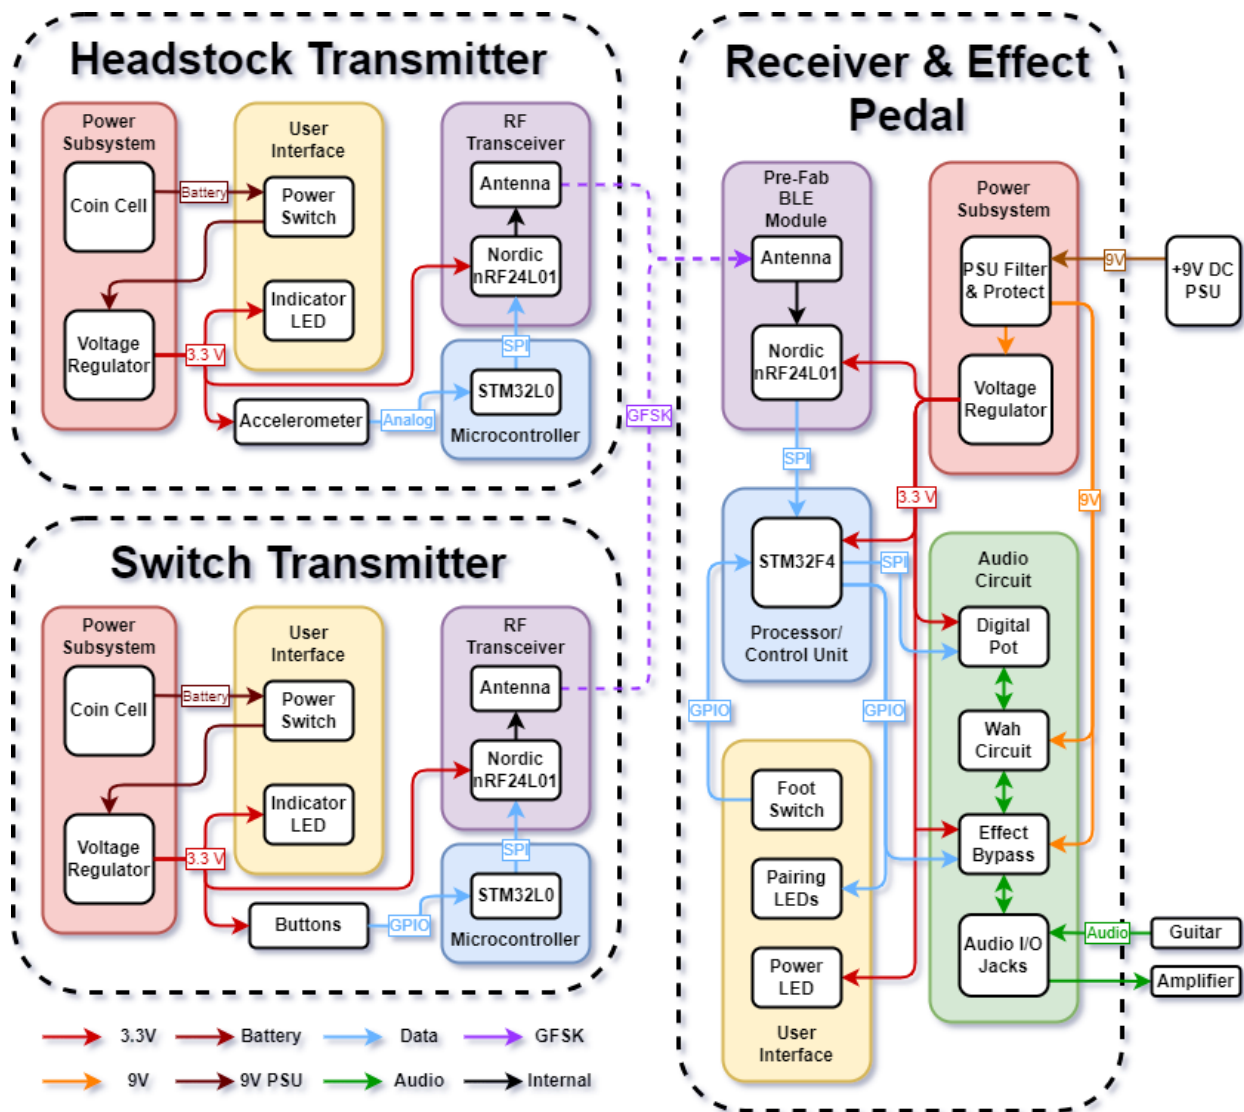 Headstock Transmitter
Power
Subsystem
User
Interface
RF
Transceiver
Coin Cell
Battery
Power
Switch
Antenna
Nordic
nRF24L01
Indicator
LED
Voltage
Regulator
3.3 V
SPI
Accelerometer
Analog
STM32L0
Microcontroller
GFSK
Switch Transmitter
Power
Subsystem
User
Interface
RF
Transceiver
Coin Cell
Battery
Power
Switch
Antenna
Nordic
nRF24L01
Indicator
LED
Voltage
Regulator
3.3 V
SPI
Buttons
GPIO
STM32L0
Microcontroller
Receiver & Effect
Pedal
Pre-Fab
BLE
Module
Power
Subsystem
Antenna
PSU Filter
& Protect
9V
+9V DC
PSU
Nordic
nRF24L01
Voltage
Regulator
SPI
3.3 V
9V
STM32F4
SPI
Processor/
Control Unit
Audio
Circuit
Digital
Pot
GPIO
GPIO
Wah
Circuit
Foot
Switch
Effect
Bypass
Pairing
LEDs
Audio I/O
Jacks
Audio
Guitar
Amplifier
Power
LED
User
Interface
3.3V
Battery
Data
GFSK
9V
9V PSU
Audio
Internal